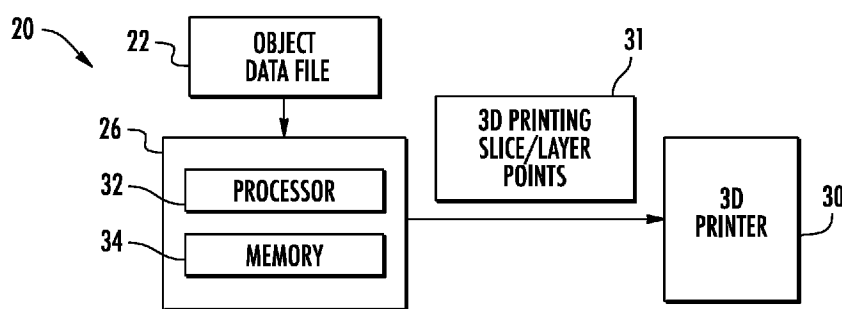 20
22
OBJECT
DATA FILE
31
3D PRINTING
SLICE/LAYER
POINTS
26
32
PROCESSOR
34
MEMORY
3D
PRINTER
30